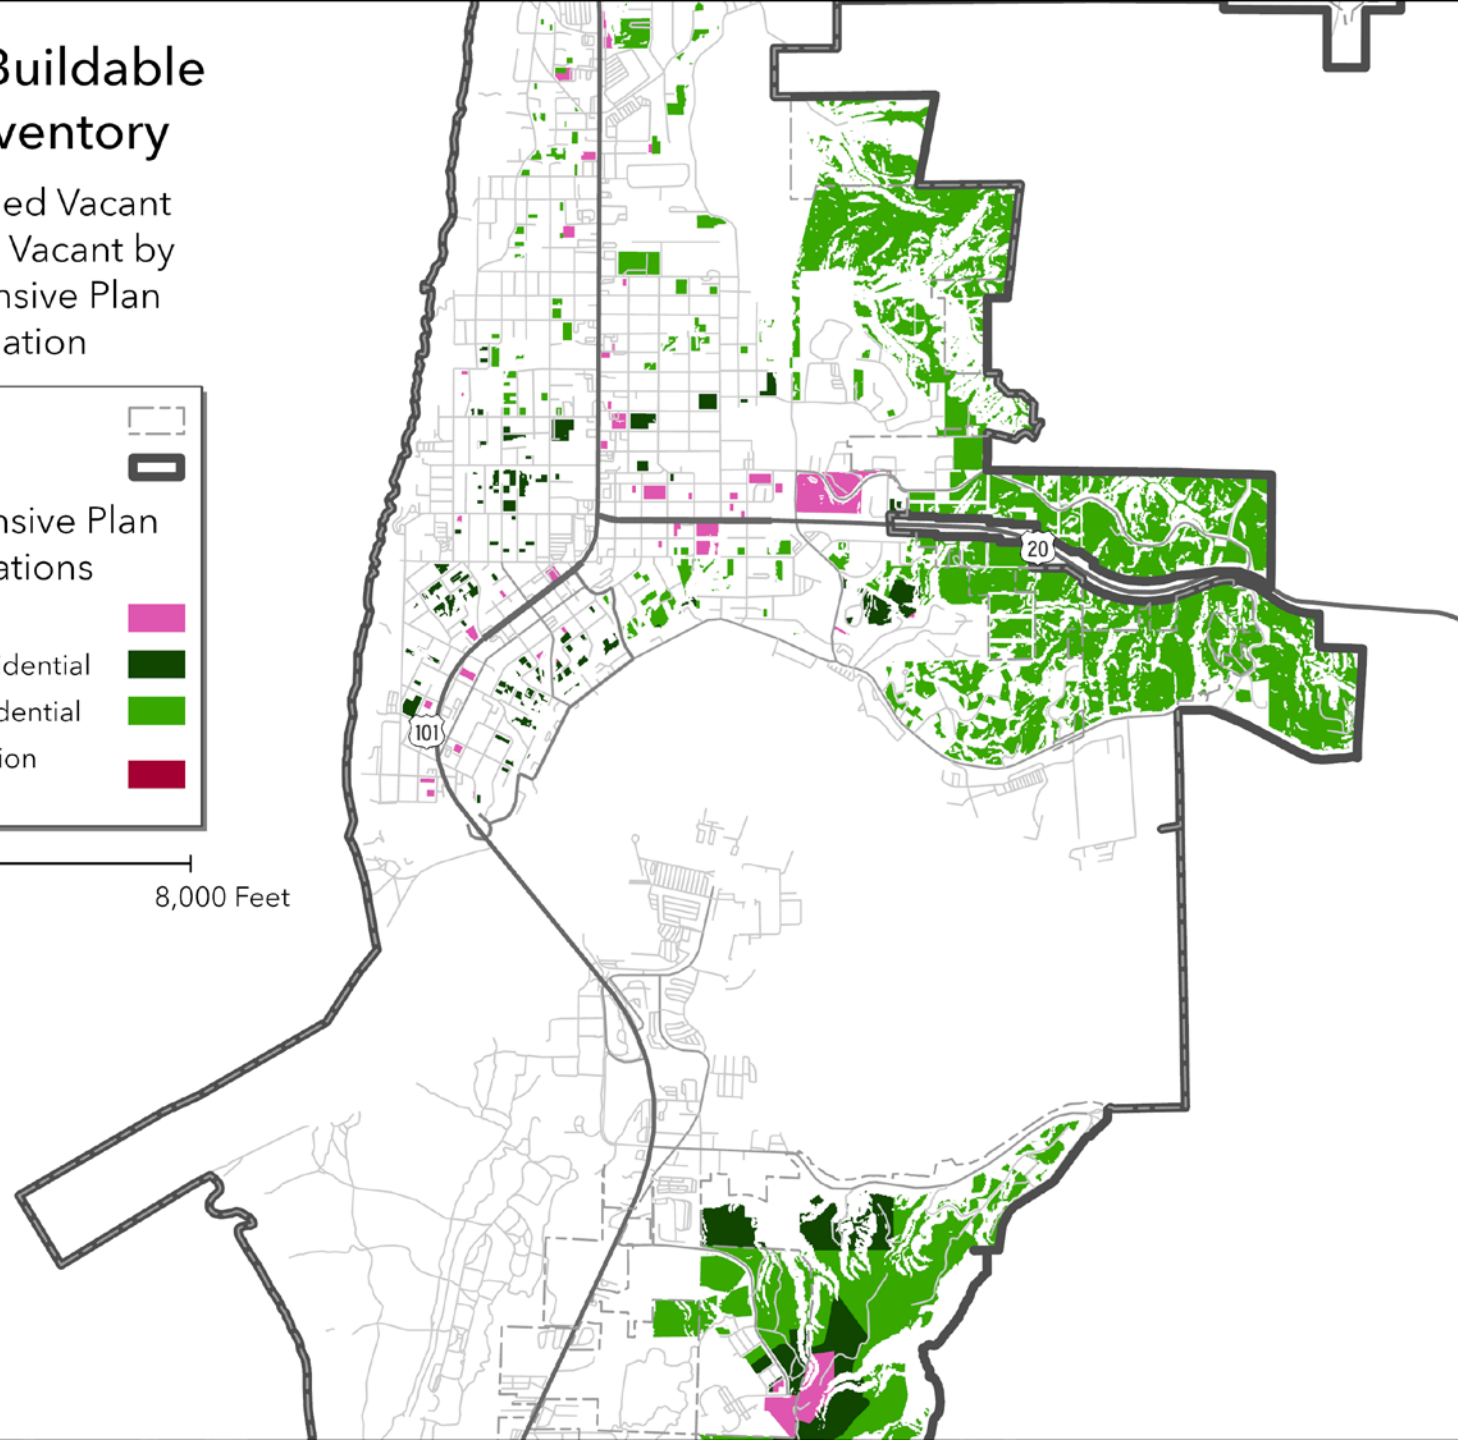 Buildable
ventory
ed Vacant
Vacant by
nsive Plan
ation
nsive Plan
ations
idential
dential
ion
8,000 Feet
20
101